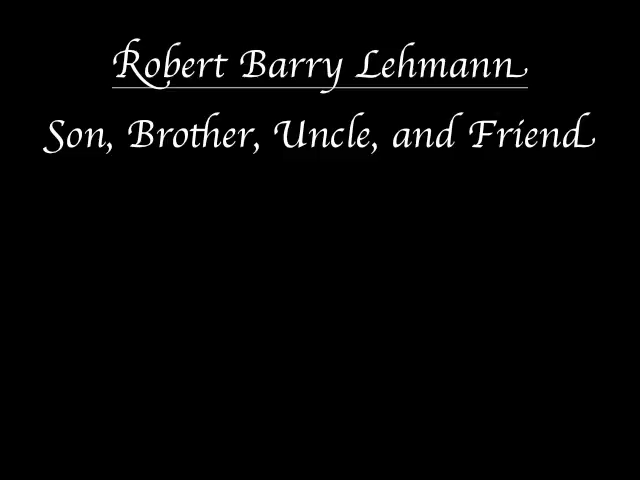 Robert Barry Lehmann
Son, Brother, Uncle, and Friend